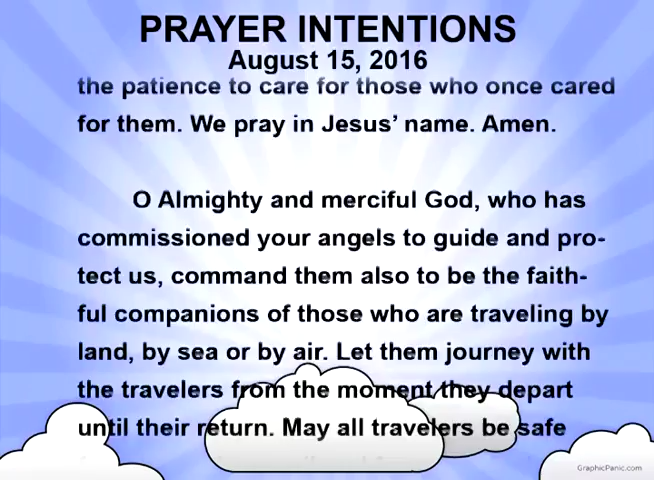 PRAYER INTENTIONS
August 15, 2016
the patience to care for those who once cared
for them. We pray in Jesus’ name. Amen.
O Almighty and merciful God, who has
commissioned your angels to guide and pro-
tect us, command them also to be the faith-
ful companions of those who are traveling by
land, by sea or by air. Let them journey with
the travelers from the moment they depart
until their return. May all travelers be safe
GraphicPanic.com